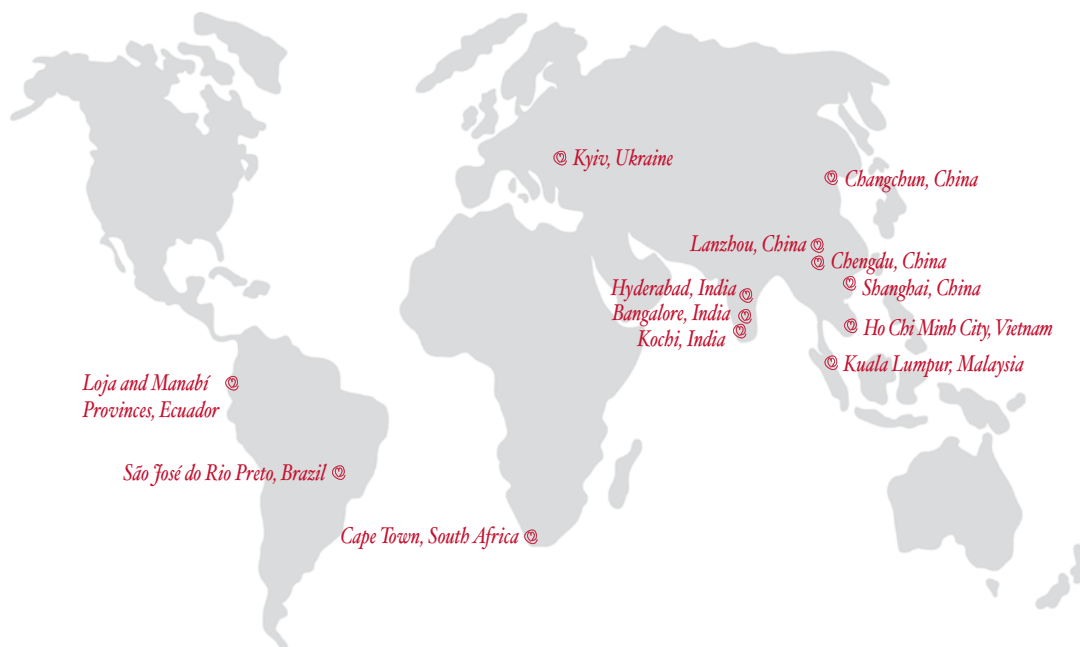 Kyiv, Ukraine
Changchun, China
Lanzhou, China
Chengdu, China
Hyderabad, India
Shanghai, China
Bangalore, India
Ho Chi Minh City, Vietnam
Kochi, India
Kuala Lumpur, Malaysia
Loja and Manabí
Provinces, Ecuador
São José do Rio Preto, Brazil
Cape Town, South Africa